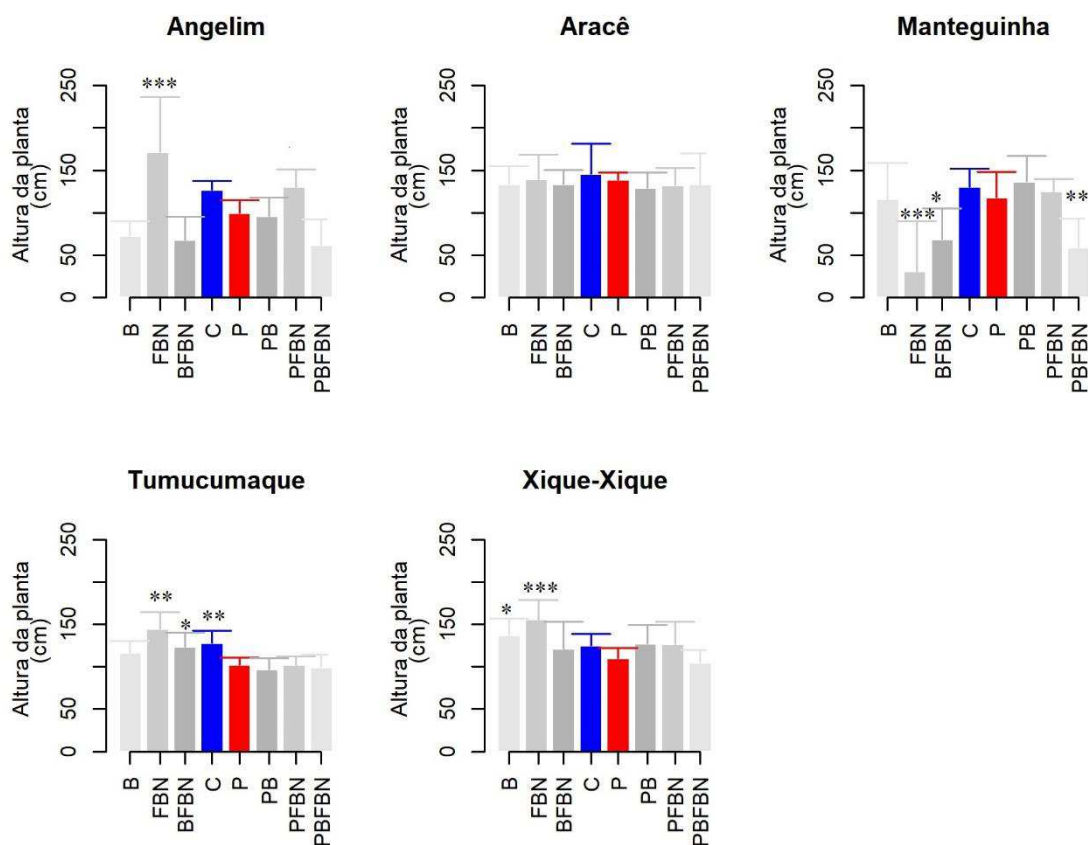 Angelim
Altura da planta
(cm)
250
150
50
0
***
B
FBN
BFBN
C
P
PB
PFBN
PBFBN
Aracê
Altura da planta
(cm)
250
150
50
0
B
FBN
BFBN
C
P
PB
PFBN
PBFBN
Manteguinha
Altura da planta
(cm)
250
150
50
0
***
*
**
B
FBN
BFBN
C
P
PB
PFBN
PBFBN
Tumucumaque
Altura da planta
(cm)
250
150
50
0
**
*
**
B
FBN
BFBN
C
P
PB
PFBN
PBFBN
Xique-Xique
Altura da planta
(cm)
250
150
50
0
*
***
B
FBN
BFBN
C
P
PB
PFBN
PBFBN